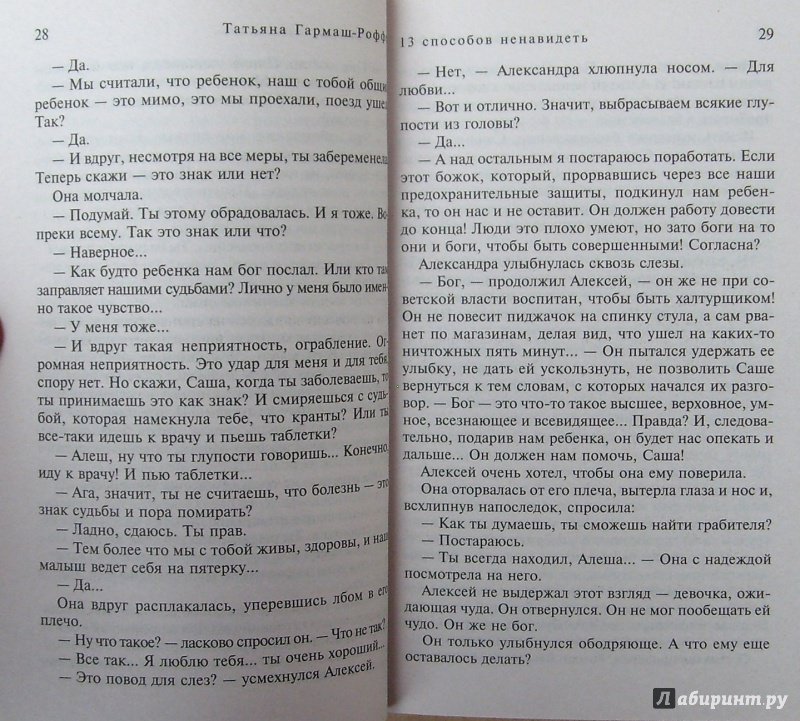 28
Татьяна Гармаш-Рофф
— Да.
— Мы считали, что ребенок, наш с тобой общи
ребенок — это мимо, это мы проехали, поезд уше
Так?
— Да.
— И вдруг, несмотря на все меры, ты забеременела
Теперь скажи — это знак или нет?
Она молчала.
— Подумай. Ты этому обрадовалась. И я тоже. Во-
преки всему. Так это знак или что?
— Наверное...
— Как будто ребенка нам бог послал. Или кто там
заправляет нашими судьбами? Лично у меня было имен-
но такое чувство...
— У меня тоже...
— И вдруг такая неприятность, ограбление. Ог-
ромная неприятность. Это удар для меня и для тебя,
спору нет. Но скажи, Саша, когда ты заболеваешь, то
ты принимаешь это как знак? И смиряешься с судь-
бой, которая намекнула тебе, что кранты? Или ты
все-таки идешь к врачу и пьешь таблетки?
— Алеш, ну что ты глупости говоришь... Конечно,
иду к врачу! И пью таблетки...
— Ага, значит, ты не считаешь, что болезнь — это
знак судьбы и пора помирать?
— Ладно, сдаюсь. Ты прав.
— Тем более что мы с тобой живы, здоровы, и наш
малыш ведет себя на пятерку...
— Да...
Она вдруг расплакалась, уперевшись лбом в его
плечо.
— Ну что такое? — ласково спросил он. — Что не так?
— Все так... Я люблю тебя... ты очень хороший...
— Это повод для слез? — усмехнулся Алексей.
13 способов ненавидеть
29
— Нет, — Александра хлюпнула носом. — Для
любви...
— Вот и отлично. Значит, выбрасываем всякие глу-
пости из головы?
— Да...
— А над остальным я постараюсь поработать. Если
этот божок, который, прорвавшись через все наши
предохранительные защиты, подкинул нам ребен-
ка, то он нас и не оставит. Он должен работу довести
до конца! Люди это плохо умеют, но зато боги на то
они и боги, чтобы быть совершенными! Согласна?
Александра улыбнулась сквозь слезы.
— Бог, — продолжил Алексей, — он же не при со-
ветской власти воспитан, чтобы быть халтурщиком!
Он не повесит пиджачок на спинку стула, а сам рва-
нет по магазинам, делая вид, что ушел на каких-то
ничтожных пять минут... — Он пытался удержать ее
улыбку, не дать ей ускользнуть, не позволить Саше
вернуться к тем словам, с которых начался их разго-
вор. — Бог — это что-то такое высшее, верховное, ум-
ное, всезнающее и всевидящее... Правда? И, следова-
тельно, подарив нам ребенка, он будет нас опекать и
дальше... Он должен нам помочь, Саша!
Алексей очень хотел, чтобы она ему поверила.
Она оторвалась от его плеча, вытерла глаза и нос и,
всхлипнув напоследок, спросила:
— Как ты думаешь, ты сможешь найти грабителя?
— Постараюсь.
— Ты всегда находил, Алеша... — Она с надеждой
посмотрела на него.
Алексей не выдержал этот взгляд — девочка, ожи-
дающая чуда. Он отвернулся. Он не мог пообещать ей
чудо. Он же не бог.
Он только улыбнулся ободряюще. А что ему еще
оставалось делать?
Лабиринт.ру